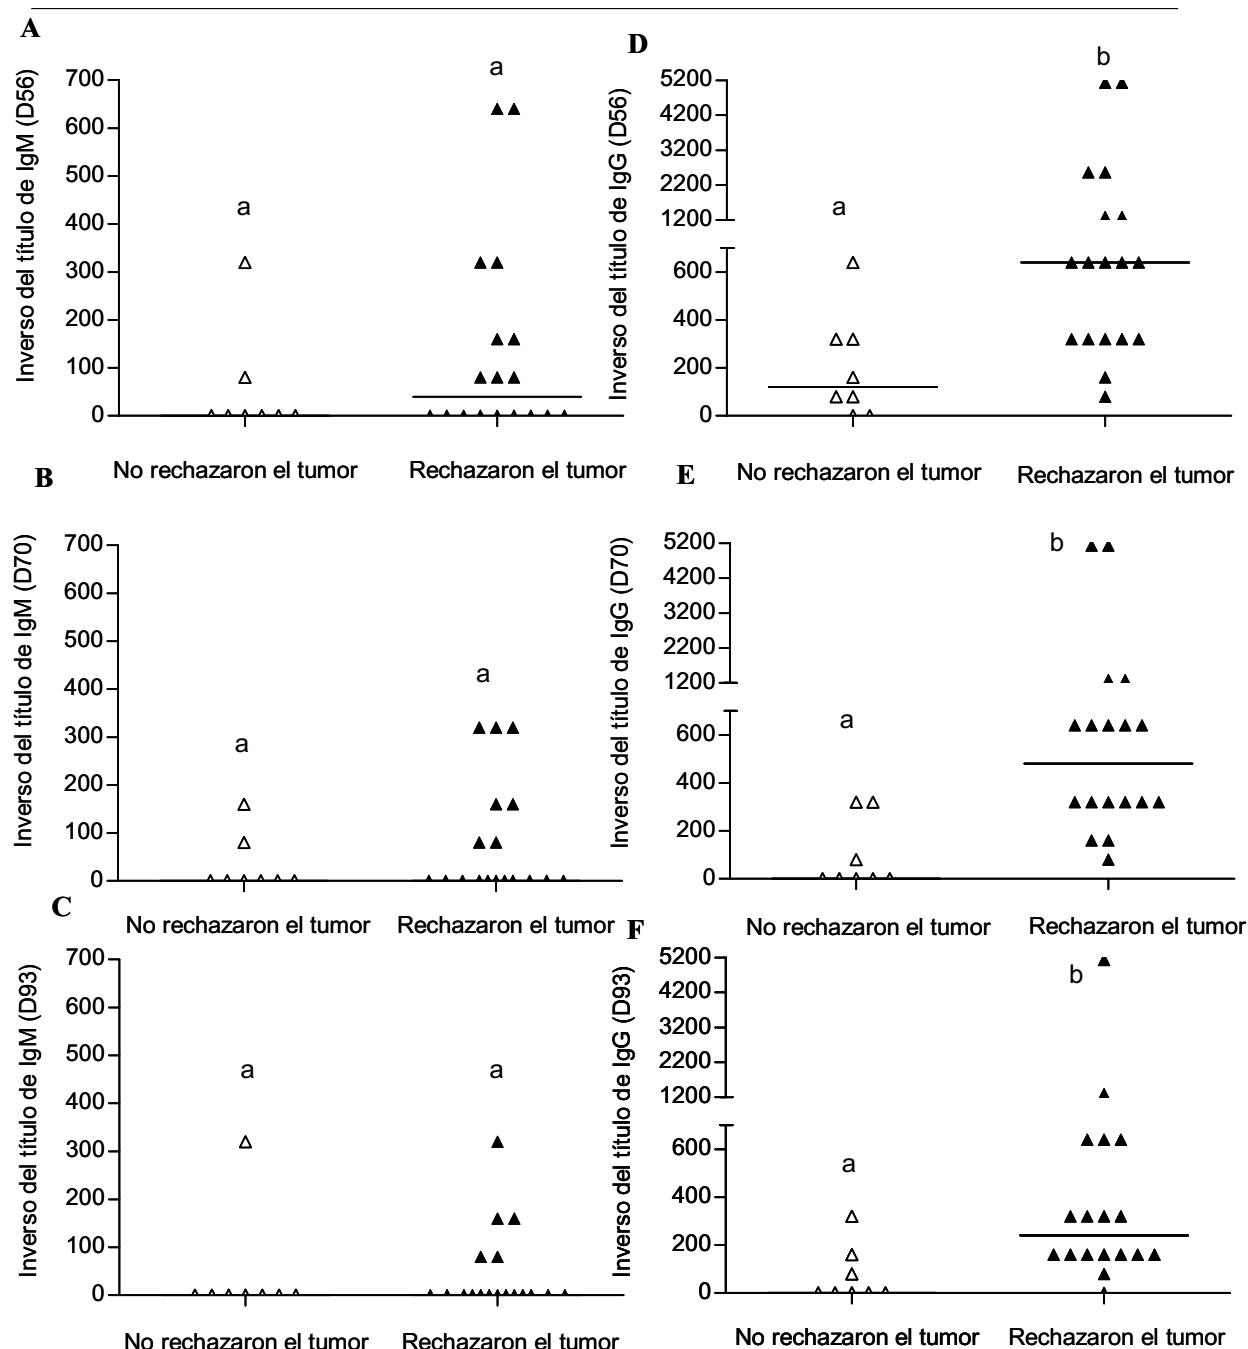 A
Inverso del título de IgM (D56)
700
600
500
400
300
200
100
0
a
a
No rechazaron el tumor
Rechazaron el tumor
D
Inverso del título de IgG (D56)
5200
4200
3200
2200
1200
600
400
200
0
a
b
No rechazaron el tumor
Rechazaron el tumor
B
Inverso del título de IgM (D70)
700
600
500
400
300
200
100
0
a
a
No rechazaron el tumor
Rechazaron el tumor
E
Inverso del título de IgG (D70)
5200
4200
3200
2200
1200
600
400
200
0
a
b
No rechazaron el tumor
Rechazaron el tumor
C
Inverso del título de IgM (D93)
700
600
500
400
300
200
100
0
a
a
No rechazaron el tumor
Rechazaron el tumor
F
Inverso del título de IgG (D93)
5200
4200
3200
2200
1200
600
400
200
0
a
b
No rechazaron el tumor
Rechazaron el tumor